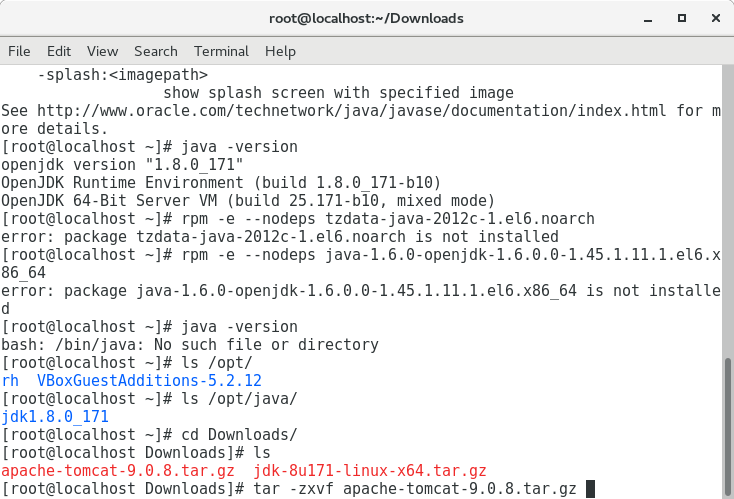 root@localhost:~/Downloads
File Edit View Search Terminal Help
    -splash:<imagepath>
                  show splash screen with specified image
See http://www.oracle.com/technetwork/java/javase/documentation/index.html for m
ore details.
[root@localhost ~]# java -version
openjdk version "1.8.0_171"
OpenJDK Runtime Environment (build 1.8.0_171-b10)
OpenJDK 64-Bit Server VM (build 25.171-b10, mixed mode)
[root@localhost ~]# rpm -e --nodeps tzdata-java-2012c-1.el6.noarch
error: package tzdata-java-2012c-1.el6.noarch is not installed
[root@localhost ~]# rpm -e --nodeps java-1.6.0-openjdk-1.6.0.0-1.45.1.11.1.el6.x
86_64
error: package java-1.6.0-openjdk-1.6.0.0-1.45.1.11.1.el6.x86_64 is not installe
d
[root@localhost ~]# java -version
bash: /bin/java: No such file or directory
[root@localhost ~]# ls /opt/
rh  VBoxGuestAdditions-5.2.12
[root@localhost ~]# ls /opt/java/
jdk1.8.0_171
[root@localhost ~]# cd Downloads/
[root@localhost Downloads]# ls
apache-tomcat-9.0.8.tar.gz  jdk-8u171-linux-x64.tar.gz
[root@localhost Downloads]# tar -zxvf apache-tomcat-9.0.8.tar.gz